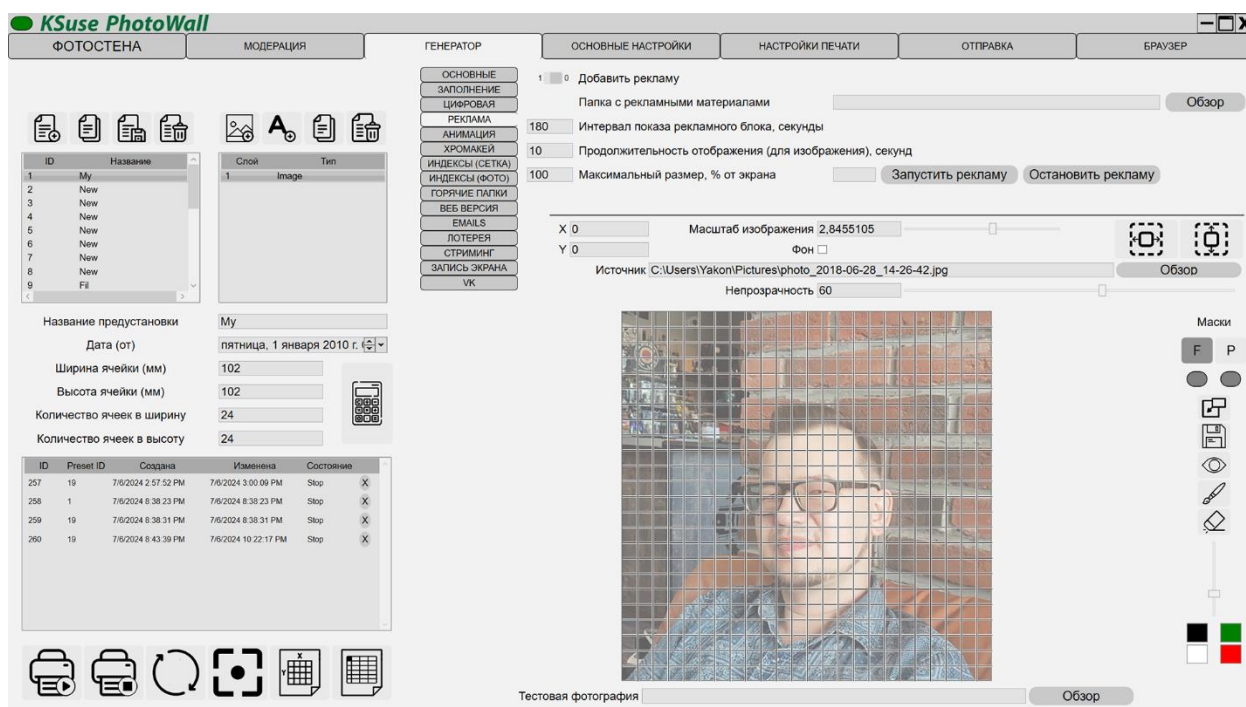 KSuse PhotoWall
ФОТОСТЕНА МОДЕРАЦИЯ ГЕНЕРАТОР ОСНОВНЫЕ НАСТРОЙКИ НАСТРОЙКИ ПЕЧАТИ ОТПРАВКА БРАУЗЕР
ID Название
1 My
2 New
3 New
4 New
5 New
6 New
7 New
8 New
9 Fil
Слой Тип
1 Image
Название предустановки My
Дата (от) пятница, 1 января 2010 г.
Ширина ячейки (мм) 102
Высота ячейки (мм) 102
Количество ячеек в ширину 24
Количество ячеек в высоту 24
ID Preset ID Создана Изменена Состояние
257 19 7/6/2024 2:57:52 PM 7/6/2024 3:00:09 PM Stop X
258 1 7/6/2024 8:38:23 PM 7/6/2024 8:38:23 PM Stop X
259 19 7/6/2024 8:38:31 PM 7/6/2024 8:38:31 PM Stop X
260 19 7/6/2024 8:43:39 PM 7/6/2024 10:22:17 PM Stop X
X
Y
ОСНОВНЫЕ
ЗАПОЛНЕНИЕ
ЦИФРОВАЯ
РЕКЛАМА
АНИМАЦИЯ
ХРОМАКЕЙ
ИНДЕКСЫ (СЕТКА)
ИНДЕКСЫ (ФОТО)
ГОРЯЧИЕ ПАПКИ
ВЕБ ВЕРСИЯ
EMAILS
ЛОТЕРЕЯ
СТРИМИНГ
ЗАПИСЬ ЭКРАНА
VK
1 0 Добавить рекламу
Папка с рекламными материалами Обзор
180 Интервал показа рекламного блока, секунды
10 Продолжительность отображения (для изображения), секунд
100 Максимальный размер, % от экрана Запустить рекламу Остановить рекламу
X 0 Масштаб изображения 2,8455105
Y 0 Фон
Источник C:\Users\Yakon\Pictures\photo_2018-06-28_14-26-42.jpg Обзор
Непрозрачность 60
Маски
F P
Тестовая фотография Обзор